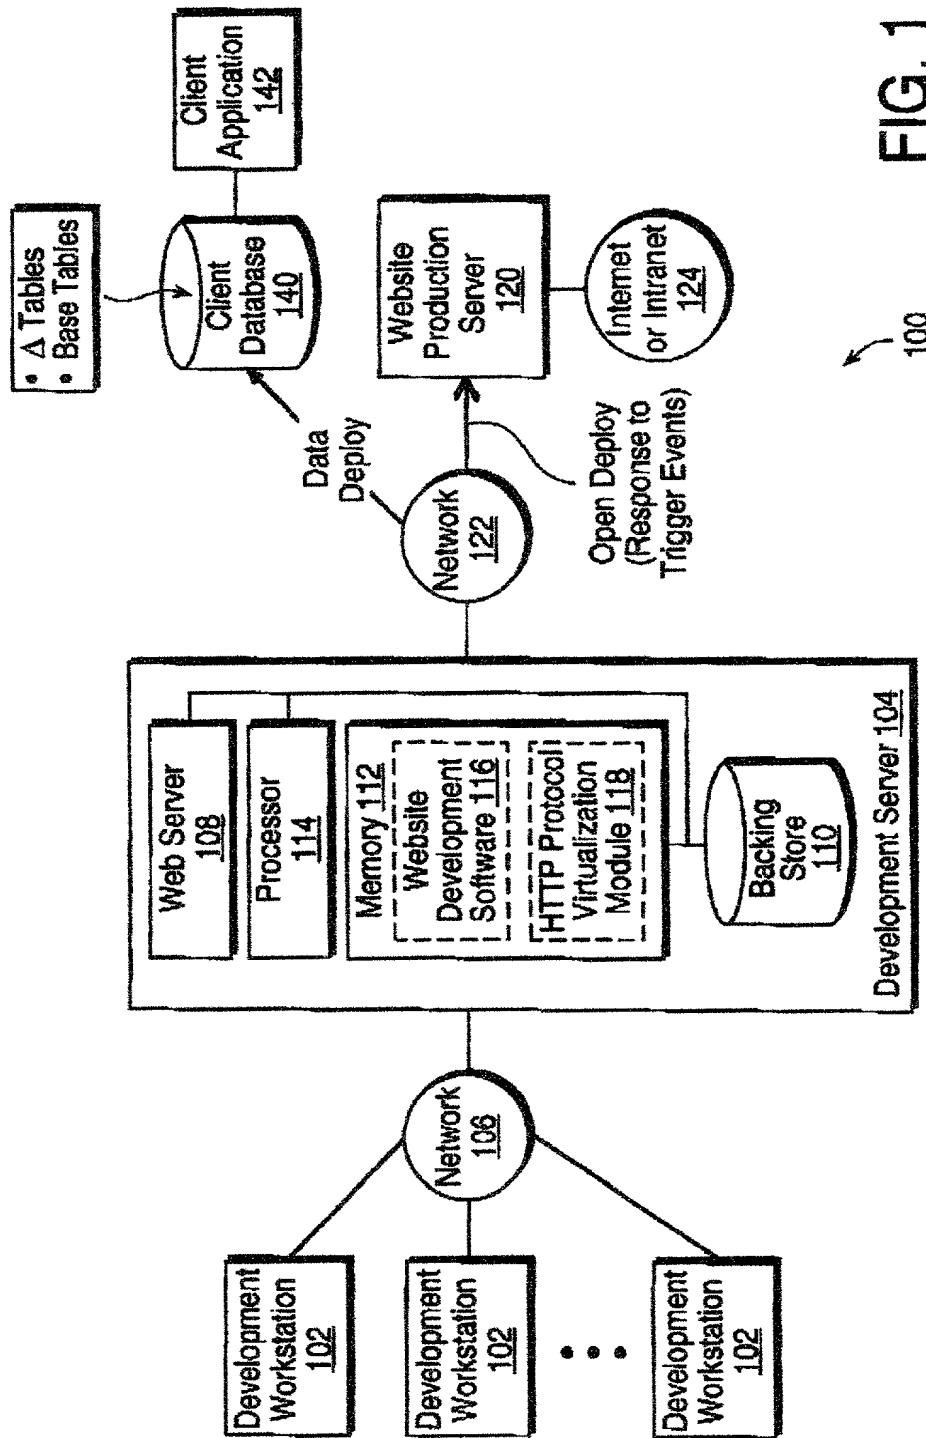 Development
Workstation
102
Development
Workstation
102
Development
Workstation
102
Network
106
Web Server
108
Processor
114
Memory 112
Website
Development
Software 116
HTTP Protocol
Virtualization
Module 118
Backing
Store
110
Development Server 104
Network
122
Data
Deploy
Open Deploy
(Response to
Trigger Events)
• Δ Tables
• Base Tables
Client
Database
140
Client
Application
142
Website
Production
Server
120
Internet
or Intranet
124
100
FIG. 1